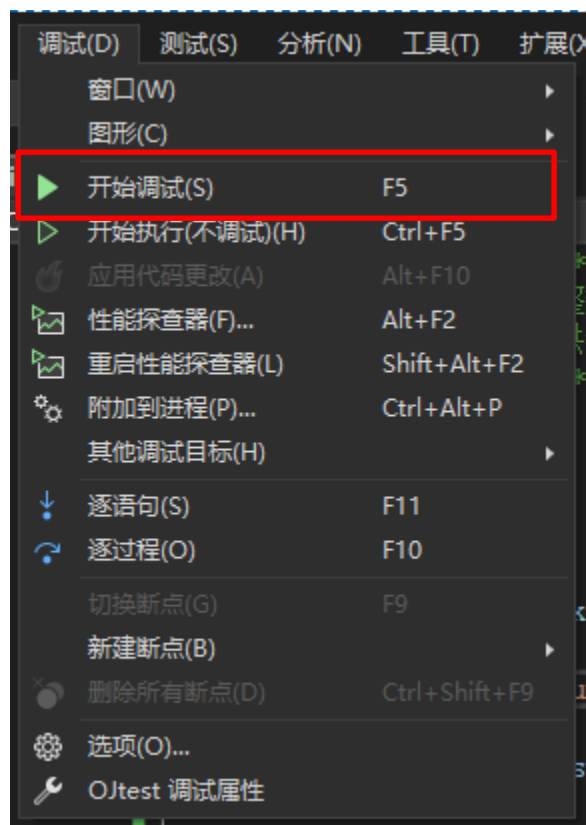 调试(D) 测试(S) 分析(N) 工具(T) 扩展(X
窗口(W)
图形(C)
开始调试(S) F5
开始执行(不调试)(H) Ctrl+F5
应用代码更改(A) Alt+F10
性能探查器(F)... Alt+F2
重启性能探查器(L) Shift+Alt+F2
附加到进程(P)... Ctrl+Alt+P
其他调试目标(H)
逐语句(S) F11
逐过程(O) F10
切换断点(G) F9
新建断点(B)
删除所有断点(D) Ctrl+Shift+F9
选项(O)...
OJtest 调试属性